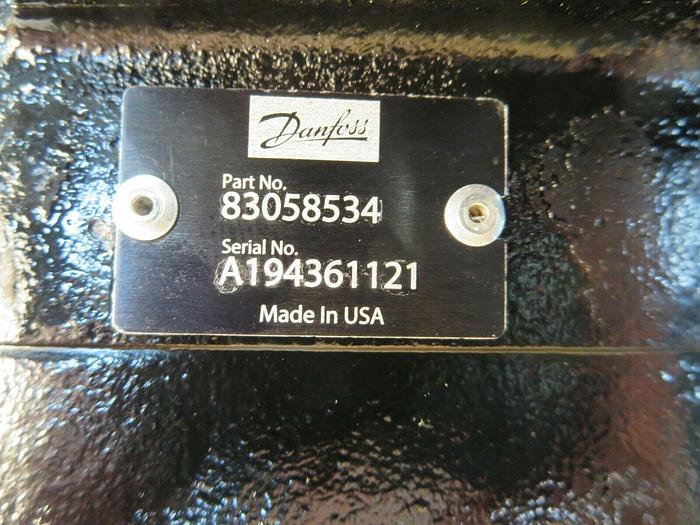 Danfoss
Part No.
83058534
Serial No.
A194361121
Made In USA